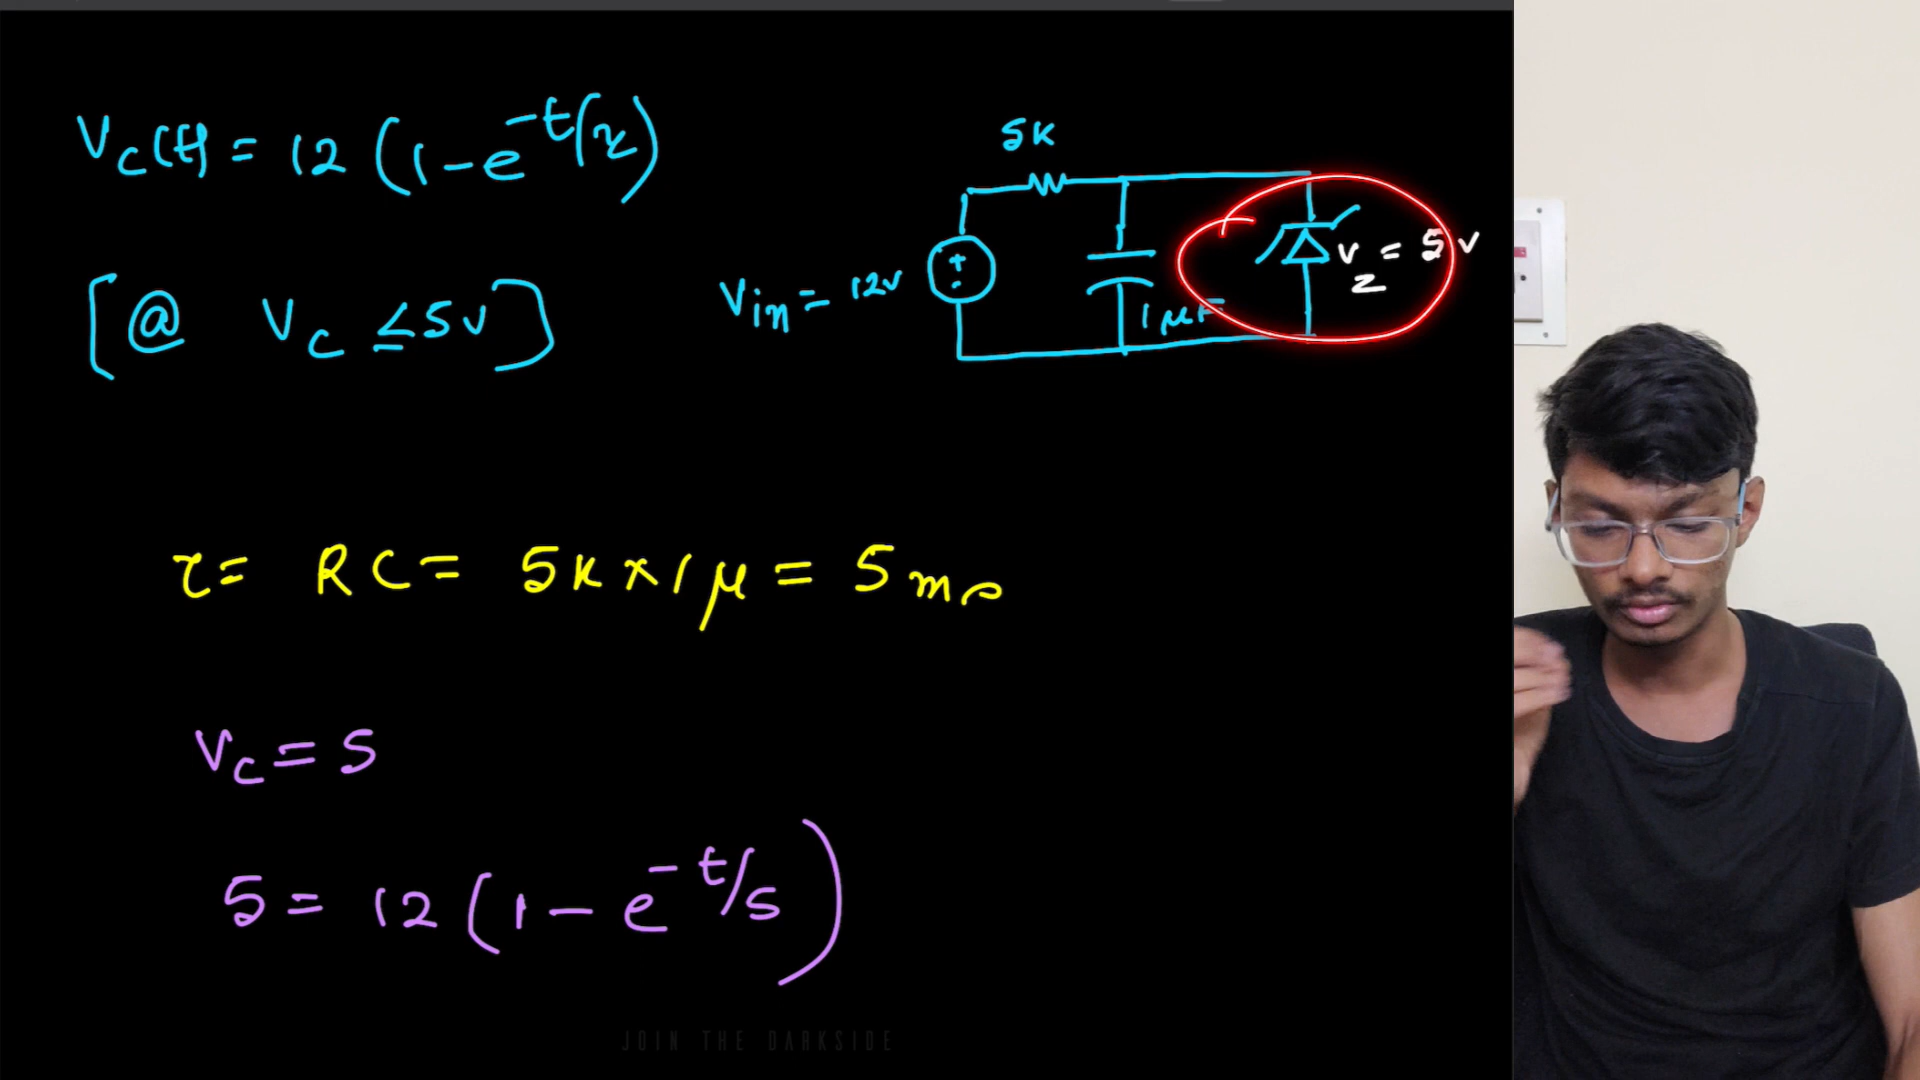 Vc(t) = 12 (1 - e^-t/τ)
[@ Vc ≤ 5v]
5K
Vin = 12v
+
-
1μF
Vz = 5v
τ = RC = 5K × 1μ = 5ms
Vc = 5
5 = 12 (1 - e^-t/5)
JOIN THE DARKSIDE